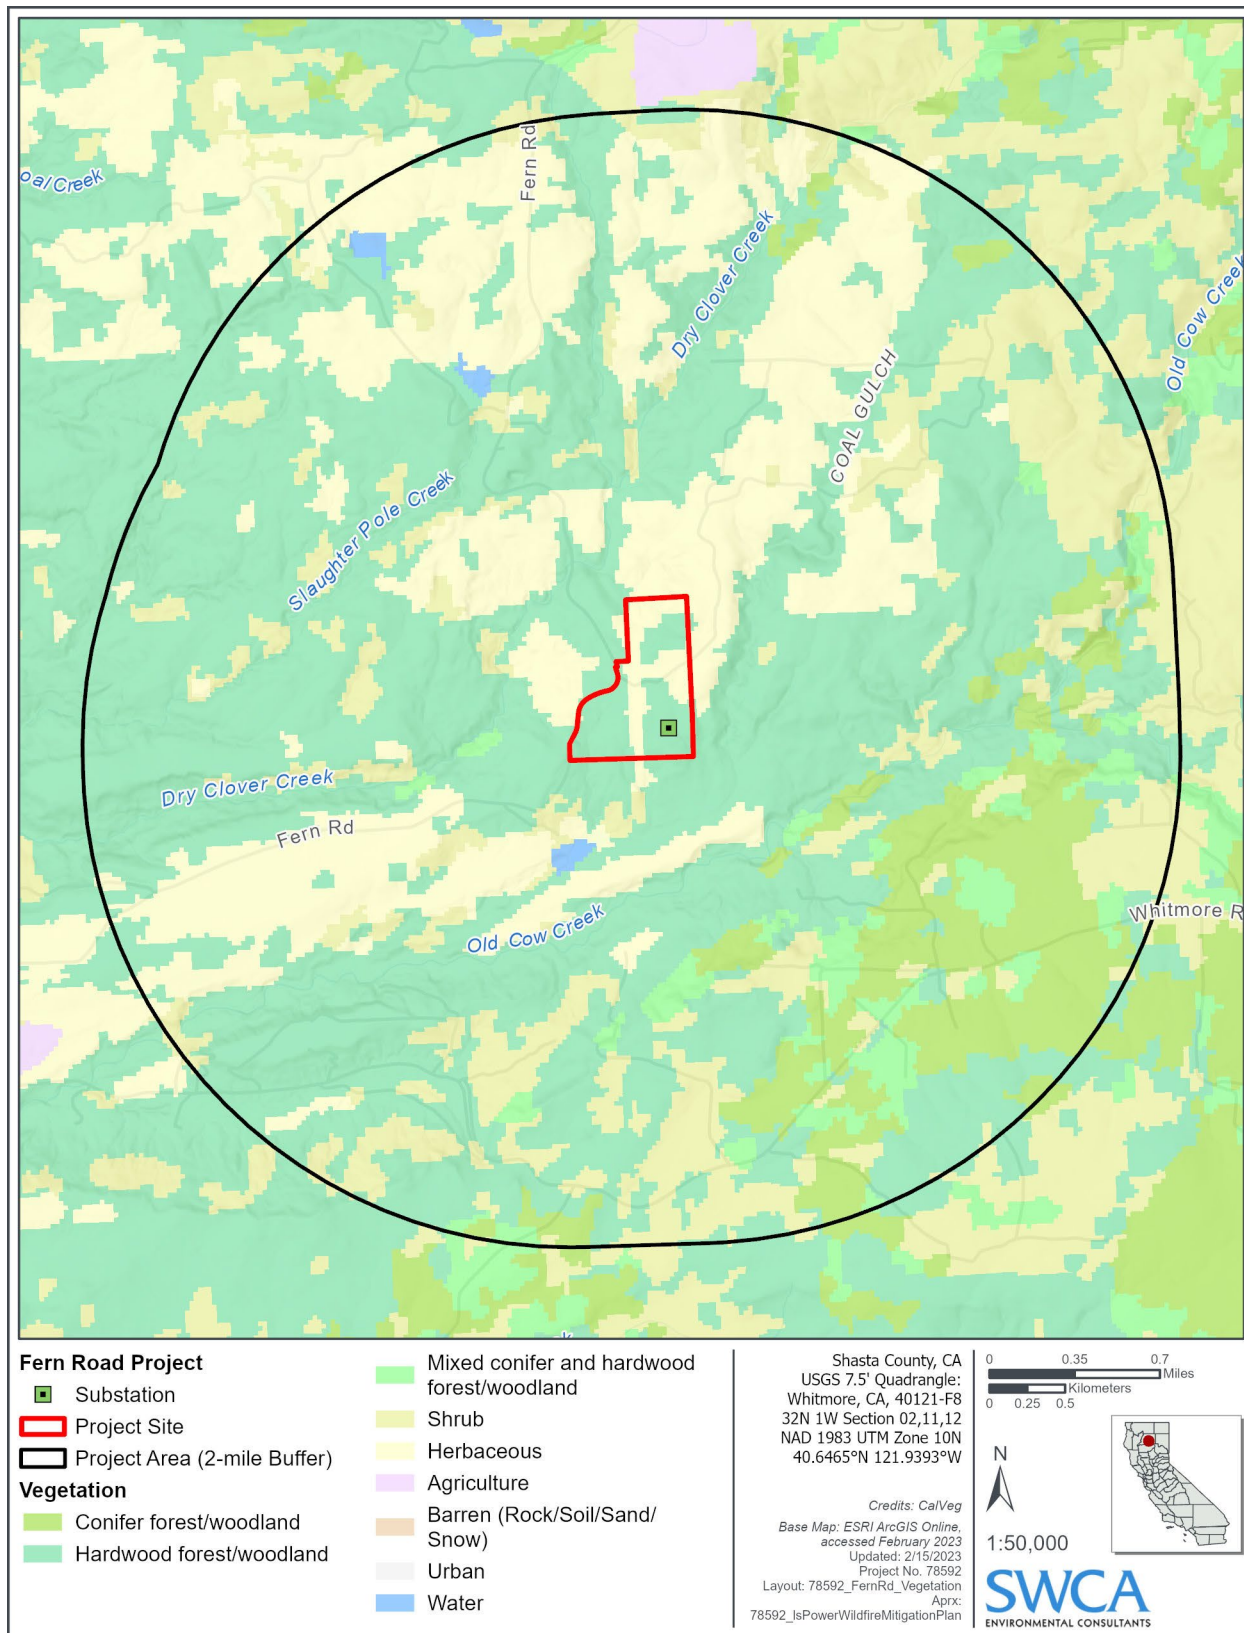 Fern Rd
oal Creek
Dry Clover Creek
Old Cow Creek
COAL GULCH
Slaughter Pole Creek
Dry Clover Creek
Fern Rd
Old Cow Creek
Whitmore R
Fern Road Project
Substation
Project Site
Project Area (2-mile Buffer)
Vegetation
Conifer forest/woodland
Hardwood forest/woodland
Mixed conifer and hardwood
forest/woodland
Shrub
Herbaceous
Agriculture
Barren (Rock/Soil/Sand/
Snow)
Urban
Water
Shasta County, CA
USGS 7.5' Quadrangle:
Whitmore, CA, 40121-F8
32N 1W Section 02,11,12
NAD 1983 UTM Zone 10N
40.6465°N 121.9393°W
Credits: CalVeg
Base Map: ESRI ArcGIS Online,
accessed February 2023
Updated: 2/15/2023
Project No. 78592
Layout: 78592_FernRd_Vegetation
Aprx:
78592_lsPowerWildfireMitigationPlan
0 0.35 0.7
Miles
Kilometers
0 0.25 0.5
N
1:50,000
SWCA
ENVIRONMENTAL CONSULTANTS